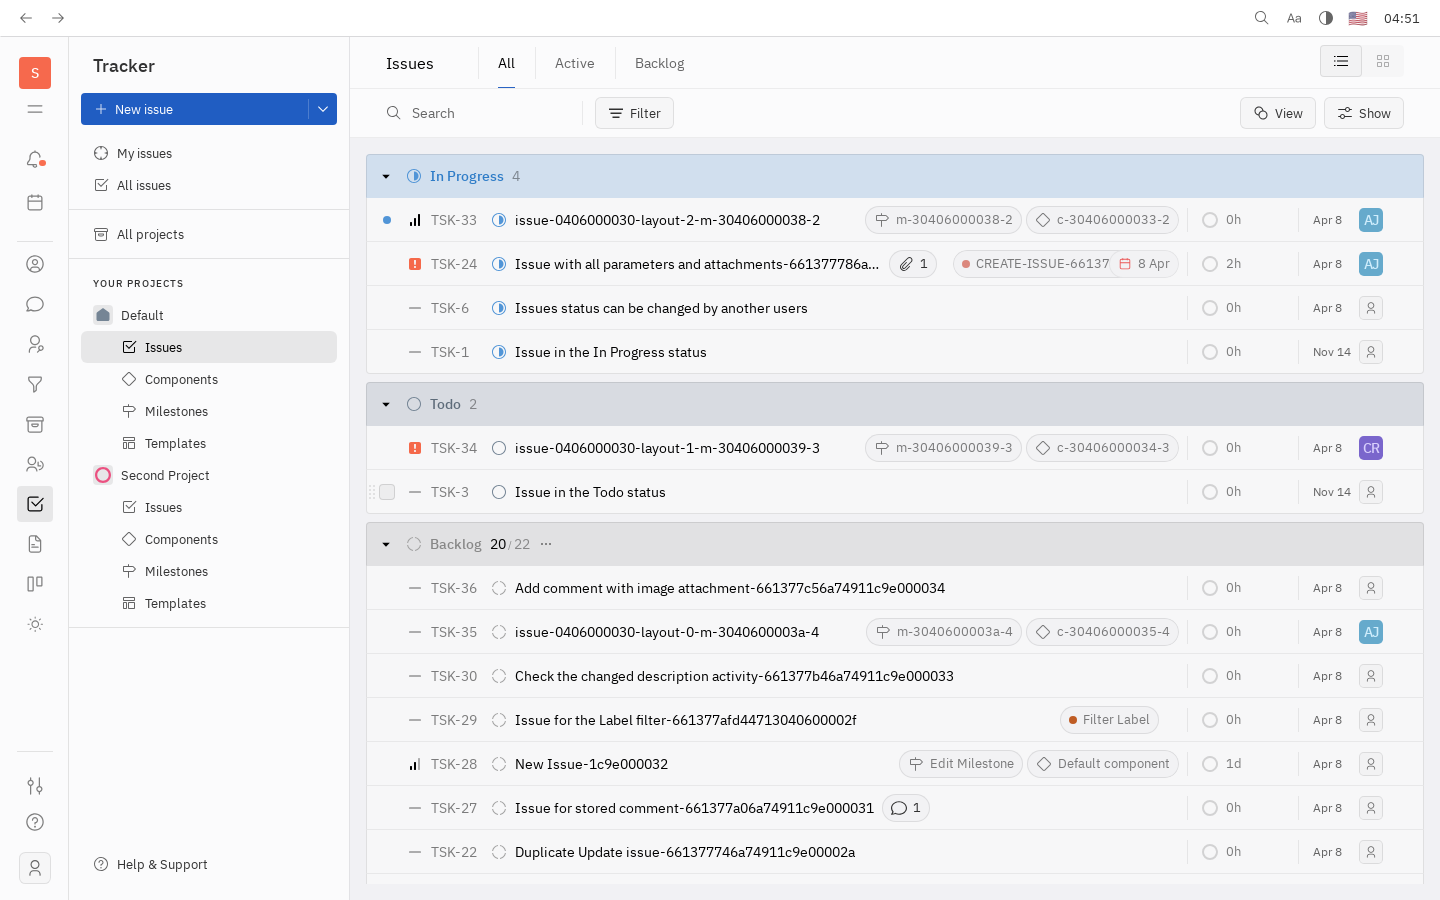 Aa 04:51
S
Tracker
New issue
My issues
All issues
All projects
YOUR PROJECTS
Default
Issues
Components
Milestones
Templates
Second Project
Issues
Components
Milestones
Templates
Help & Support
Issues All Active Backlog
Search Filter View Show
In Progress 4
TSK-33 issue-0406000030-layout-2-m-30406000038-2 m-30406000038-2 c-30406000033-2 0h Apr 8 AJ
TSK-24 Issue with all parameters and attachments-661377786a... 1 CREATE-ISSUE-66137 8 Apr 2h Apr 8 AJ
TSK-6 Issues status can be changed by another users 0h Apr 8
TSK-1 Issue in the In Progress status 0h Nov 14
Todo 2
TSK-34 issue-0406000030-layout-1-m-30406000039-3 m-30406000039-3 c-30406000034-3 0h Apr 8 CR
TSK-3 Issue in the Todo status 0h Nov 14
Backlog 20/22 ...
TSK-36 Add comment with image attachment-661377c56a74911c9e000034 0h Apr 8
TSK-35 issue-0406000030-layout-0-m-3040600003a-4 m-3040600003a-4 c-30406000035-4 0h Apr 8 AJ
TSK-30 Check the changed description activity-661377b46a74911c9e000033 0h Apr 8
TSK-29 Issue for the Label filter-661377afd44713040600002f Filter Label 0h Apr 8
TSK-28 New Issue-1c9e000032 Edit Milestone Default component 1d Apr 8
TSK-27 Issue for stored comment-661377a06a74911c9e000031 1 0h Apr 8
TSK-22 Duplicate Update issue-661377746a74911c9e00002a 0h Apr 8